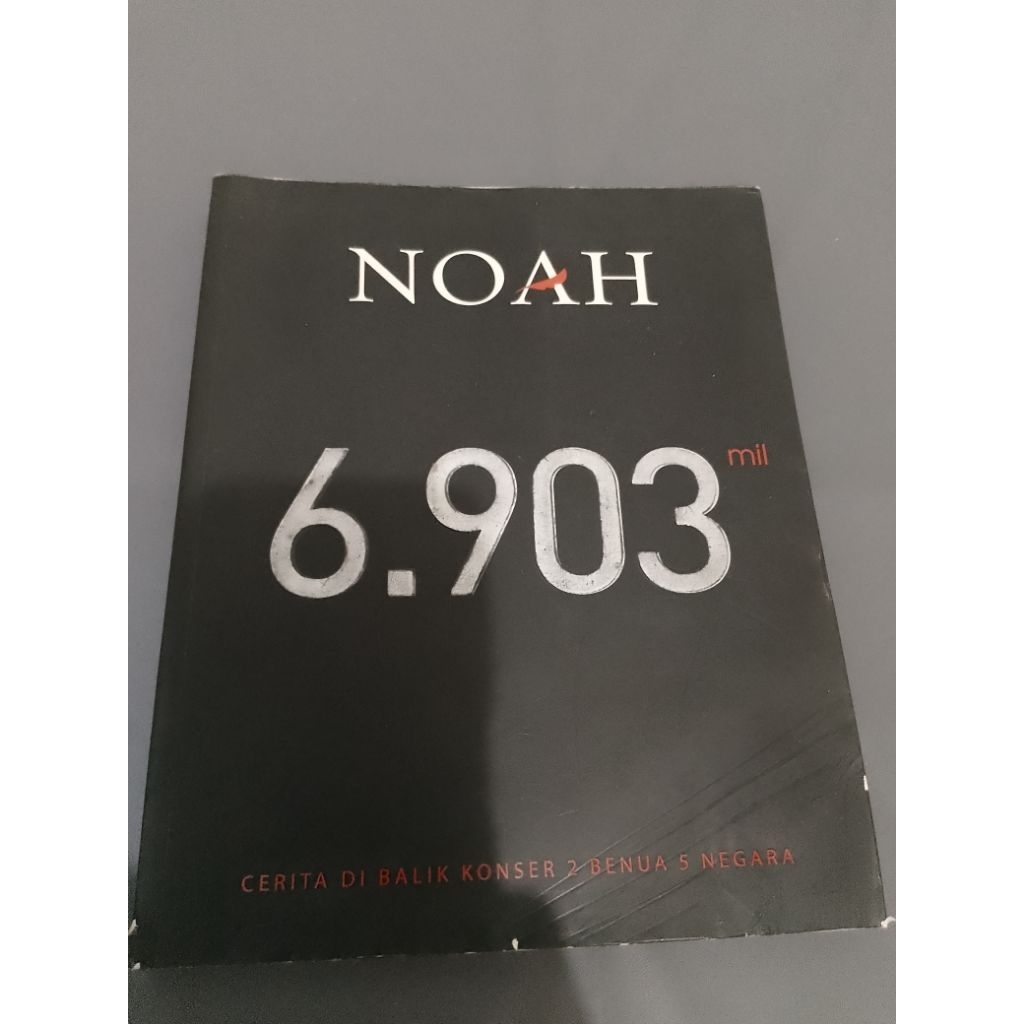 NOAH
6.903 mil
CERITA DI BALIK KONSER 2 BENUA 5 NEGARA